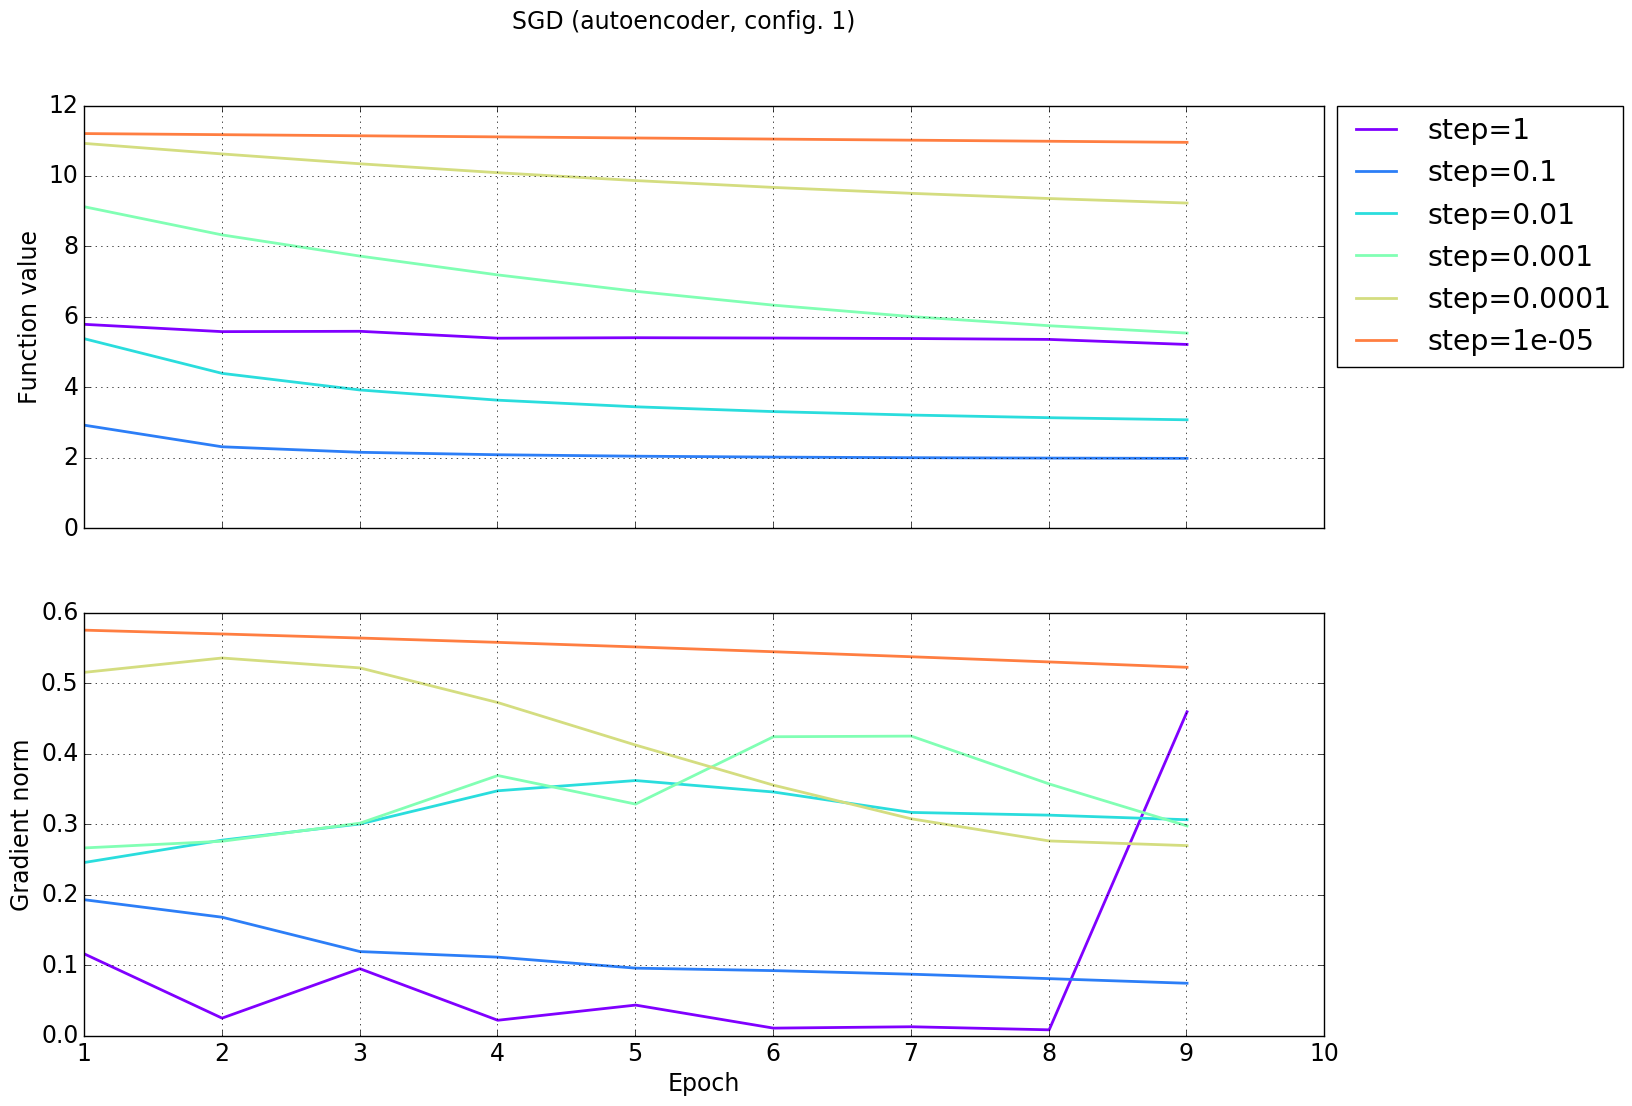 SGD (autoencoder, config. 1)
12
10
8
6
4
2
0
Function value
step=1
step=0.1
step=0.01
step=0.001
step=0.0001
step=1e-05
0.6
0.5
0.4
0.3
0.2
0.1
0.0
Gradient norm
1 2 3 4 5 6 7 8 9 10
Epoch